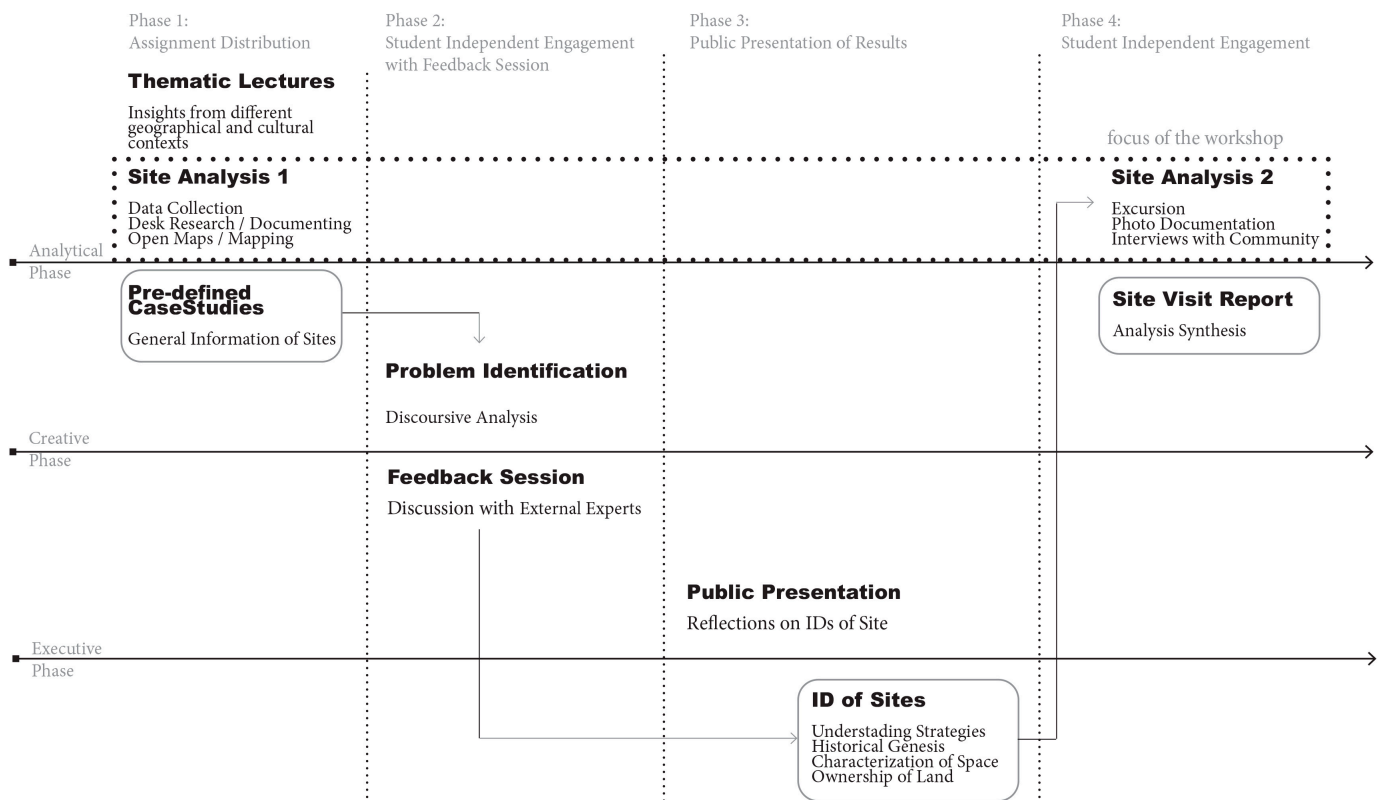 Phase 1:
Assignment Distribution
Phase 2:
Student Independent Engagement
with Feedback Session
Phase 3:
Public Presentation of Results
Phase 4:
Student Independent Engagement
Thematic Lectures
Insights from different
geographical and cultural
contexts
focus of the workshop
Site Analysis 1
Data Collection
Desk Research / Documenting
Open Maps / Mapping
Site Analysis 2
Excursion
Photo Documentation
Interviews with Community
Analytical
Phase
Pre-defined
CaseStudies
General Information of Sites
Site Visit Report
Analysis Synthesis
Problem Identification
Discoursive Analysis
Creative
Phase
Feedback Session
Discussion with External Experts
Public Presentation
Reflections on IDs of Site
Executive
Phase
ID of Sites
Understading Strategies
Historical Genesis
Characterization of Space
Ownership of Land